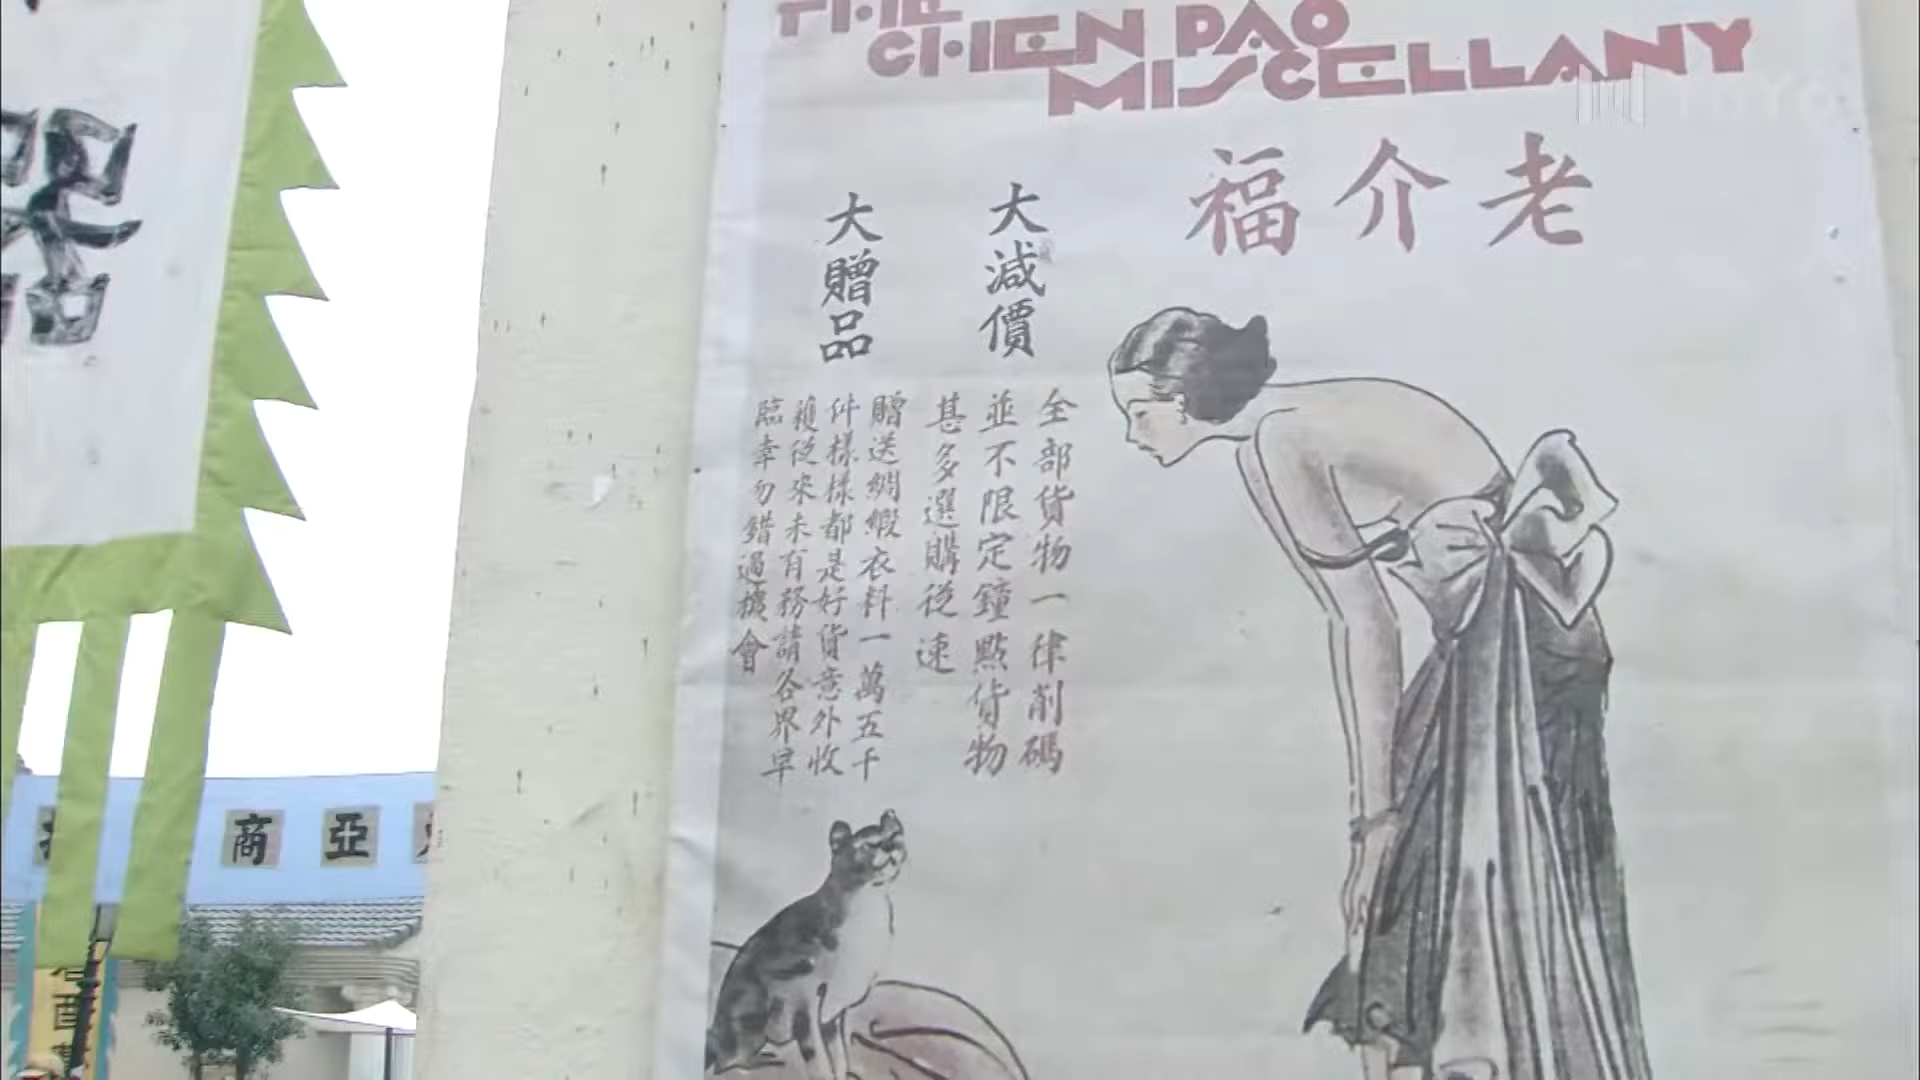 THE
CHEN PAO
MISCELLANY
老介福
大減價
全部貨物一律削碼
並不限定鐘點貨物
甚多選購從速
大贈品
贈送綢緞衣料一萬五千
件樣樣都是好貨意外收
穫從來未有務請各界早
臨幸勿錯過機會
亞商
YOYO